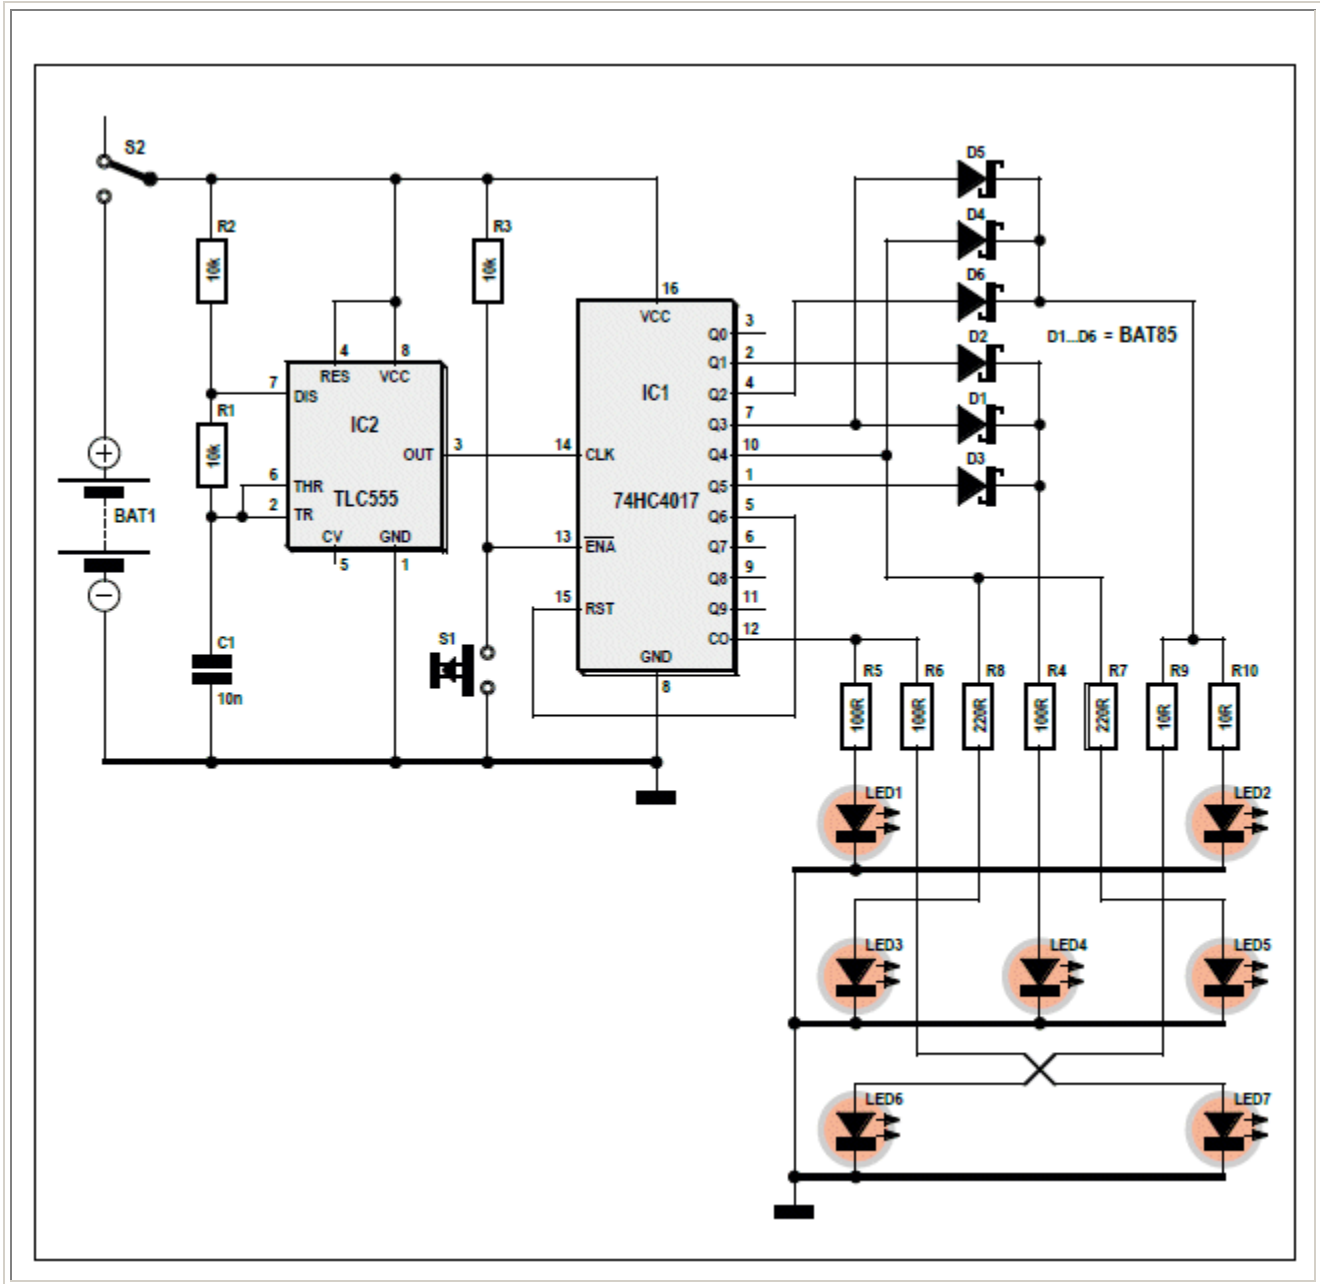 S2
R2
10k
R3
10k
R1
10k
BAT1
+
−
C1
10n
S1
4
8
RES
VCC
7
DIS
IC2
OUT
3
6
THR
2
TR
TLC555
CV
GND
5
1
16
VCC
IC1
14
CLK
74HC4017
13
ENA
15
RST
GND
8
Q0
3
Q1
2
Q2
4
Q3
7
Q4
10
Q5
1
Q6
5
Q7
6
Q8
9
Q9
11
CO
12
D5
D4
D6
D2
D1
D3
D1...D6 = BAT85
R5
R6
R8
R4
R7
R9
R10
100R
100R
220R
100R
220R
10R
10R
LED1
LED2
LED3
LED4
LED5
LED6
LED7